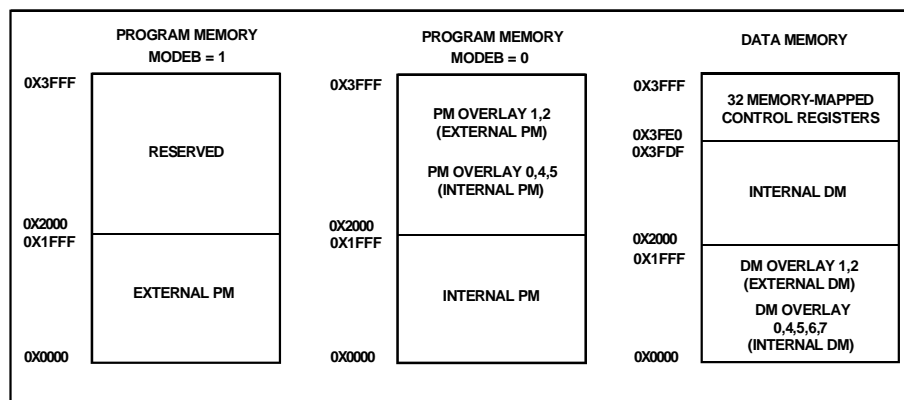 PROGRAM MEMORY
MODEB = 1
0X3FFF
RESERVED
0X2000
0X1FFF
EXTERNAL PM
0X0000
PROGRAM MEMORY
MODEB = 0
0X3FFF
PM OVERLAY 1,2
(EXTERNAL PM)
PM OVERLAY 0,4,5
(INTERNAL PM)
0X2000
0X1FFF
INTERNAL PM
0X0000
DATA MEMORY
0X3FFF
32 MEMORY-MAPPED
CONTROL REGISTERS
0X3FE0
0X3FDF
INTERNAL DM
0X2000
0X1FFF
DM OVERLAY 1,2
(EXTERNAL DM)
DM OVERLAY
0,4,5,6,7
(INTERNAL DM)
0X0000